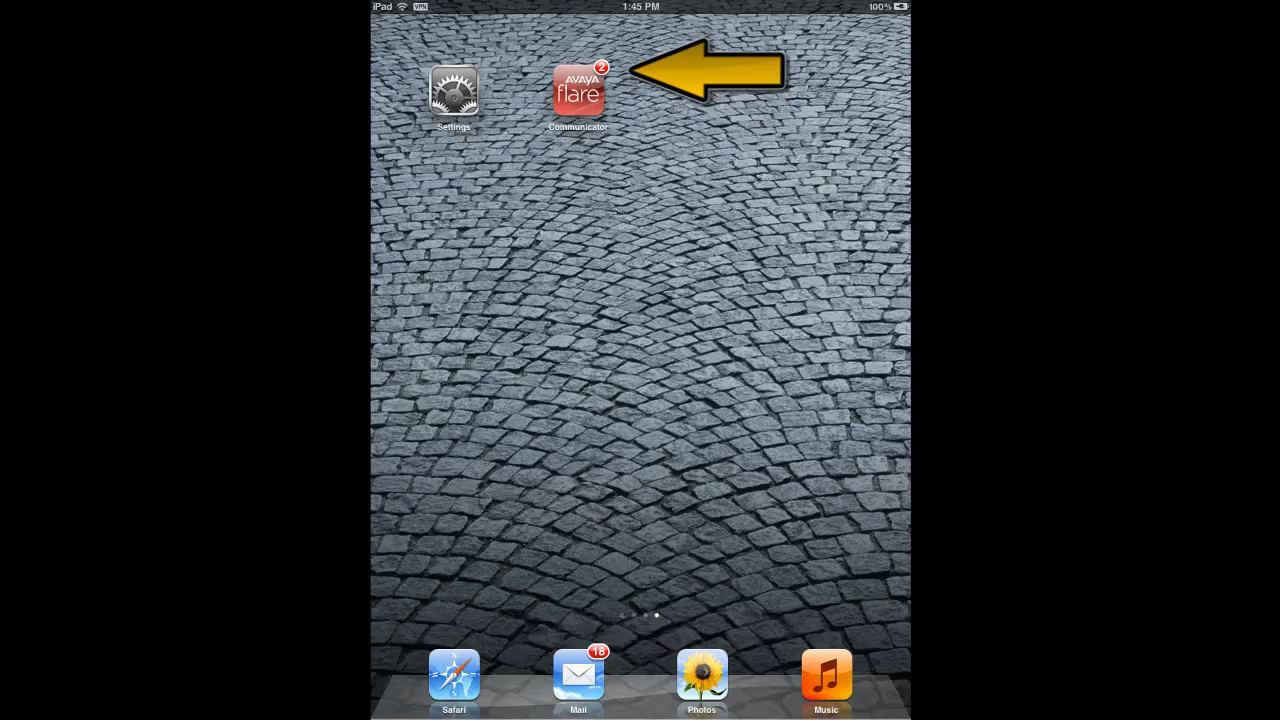 iPad VPN 1:45 PM 100%
AVAYA
flare
2
Settings Communicator
18
Safari Mail Photos Music